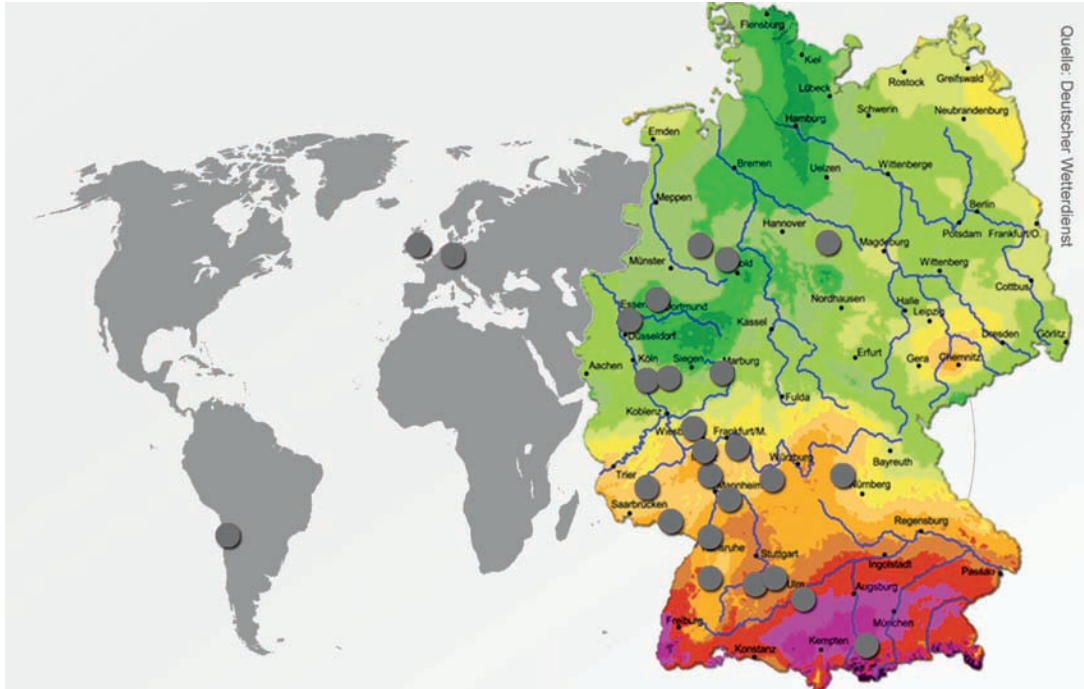 Quelle: Deutscher Wetterdienst
Flensburg
Kiel
Lübeck
Rostock
Greifswald
Schwerin
Neubrandenburg
Hamburg
Emden
Bremen
Uelzen
Wittenberge
Meppen
Berlin
Hannover
Potsdam
Frankfurt/O.
Magdeburg
Münster
Wittenberg
Cottbus
Nordhausen
Halle
Leipzig
Kassel
Düsseldorf
Dresden
Görlitz
Köln
Siegen
Marburg
Erfurt
Gera
Chemnitz
Aachen
Fulda
Koblenz
Frankfurt/M.
Würzburg
Bayreuth
Trier
Saarbrücken
Regensburg
Stuttgart
Ingolstadt
Passau
Ulm
Augsburg
Freiburg
München
Kempten
Konstanz